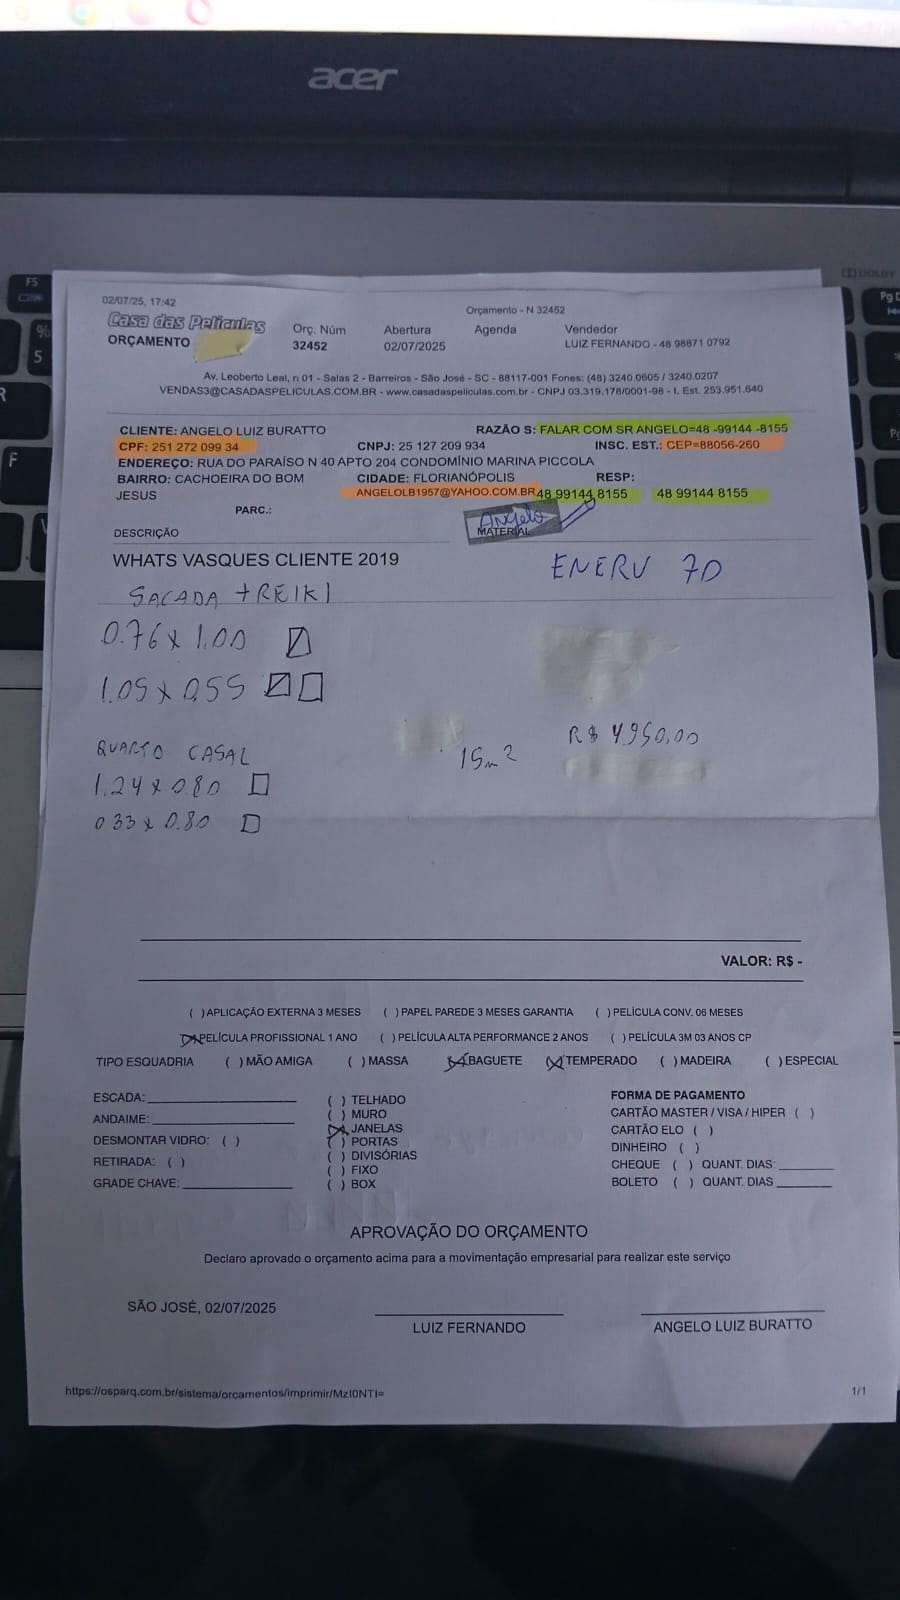 acer
F5
%
5
R
F
DOLBY
Pg D
Pg
02/07/25, 17:42
Orçamento - N 32452
Casa das Películas
ORÇAMENTO
Orç. Núm
32452
Abertura
02/07/2025
Agenda
Vendedor
LUIZ FERNANDO - 48 98871 0792
Av. Leoberto Leal, n 01 - Salas 2 - Barreiros - São José - SC - 88117-001 Fones: (48) 3240.0605 / 3240.0207
VENDAS3@CASADASPELICULAS.COM.BR - www.casadaspeliculas.com.br - CNPJ 03.319.178/0001-98 - I. Est. 253.951.640
CLIENTE: ANGELO LUIZ BURATTO RAZÃO S: FALAR COM SR ANGELO=48 -99144 -8155
CPF: 251 272 099 34 CNPJ: 25 127 209 934 INSC. EST.: CEP=88056-260
ENDEREÇO: RUA DO PARAÍSO N 40 APTO 204 CONDOMÍNIO MARINA PICCOLA
BAIRRO: CACHOEIRA DO BOM CIDADE: FLORIANÓPOLIS RESP:
JESUS ANGELOLB1957@YAHOO.COM.BR 48 99144 8155 48 99144 8155
PARC.:
Angelo
DESCRIÇÃO MATERIAL
WHATS VASQUES CLIENTE 2019 ENERV 70
SACADA + REIKI
0.76 x 1.00
1.05 x 0.55
QUARTO CASAL 15m² R$ 4950,00
1.24 x 0.80
033 x 0.80
VALOR: R$ -
( )APLICAÇÃO EXTERNA 3 MESES ( )PAPEL PAREDE 3 MESES GARANTIA ( )PELÍCULA CONV. 06 MESES
(X)PELÍCULA PROFISSIONAL 1 ANO ( )PELÍCULA ALTA PERFORMANCE 2 ANOS ( )PELÍCULA 3M 03 ANOS CP
TIPO ESQUADRIA ( )MÃO AMIGA ( )MASSA (X)BAGUETE (X)TEMPERADO ( )MADEIRA ( )ESPECIAL
ESCADA:
ANDAIME:
DESMONTAR VIDRO: ( )
RETIRADA: ( )
GRADE CHAVE:
( ) TELHADO
( ) MURO
(X) JANELAS
( ) PORTAS
( ) DIVISÓRIAS
( ) FIXO
( ) BOX
FORMA DE PAGAMENTO
CARTÃO MASTER / VISA / HIPER ( )
CARTÃO ELO ( )
DINHEIRO ( )
CHEQUE ( ) QUANT. DIAS:
BOLETO ( ) QUANT. DIAS
APROVAÇÃO DO ORÇAMENTO
Declaro aprovado o orçamento acima para a movimentação empresarial para realizar este serviço
SÃO JOSÉ, 02/07/2025
LUIZ FERNANDO
ANGELO LUIZ BURATTO
https://osparq.com.br/sistema/orcamentos/imprimir/MzI0NTI= 1/1